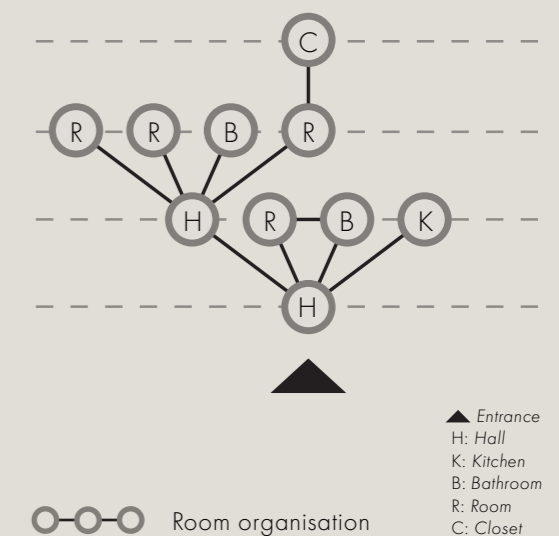 C
R R B R
H R B K
H
Entrance
H: Hall
K: Kitchen
B: Bathroom
R: Room
C: Closet
Room organisation